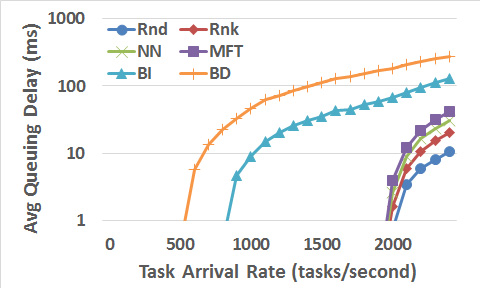 1000
100
10
1
Avg Queuing Delay (ms)
Rnd Rnk
NN MFT
BI BD
0 500 1000 1500 2000
Task Arrival Rate (tasks/second)